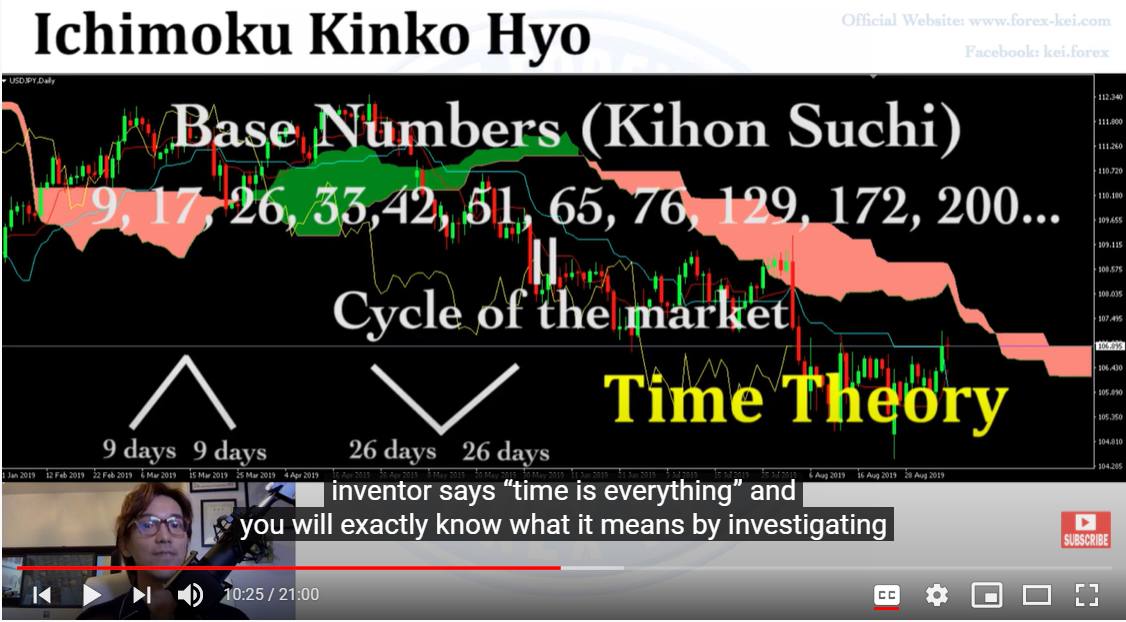 Ichimoku Kinko Hyo
Official Website: www.forex-kei.com
Facebook: kei.forex
USDJPY,Daily
Base Numbers (Kihon Suchi)
9, 17, 26, 33,42, 51, 65, 76, 129, 172, 200...
||
Cycle of the market
Time Theory
9 days 9 days
26 days 26 days
112.340
111.800
111.260
110.720
110.180
109.655
109.115
108.575
108.035
107.495
106.895
106.430
105.890
105.350
104.810
104.285
1 Jan 2019 12 Feb 2019 22 Feb 2019 6 Mar 2019 15 Mar 2019 25 Mar 2019 4 Apr 2019 6 Aug 2019 16 Aug 2019 28 Aug 2019
inventor says “time is everything” and
you will exactly know what it means by investigating
SUBSCRIBE
10:25 / 21:00
CC